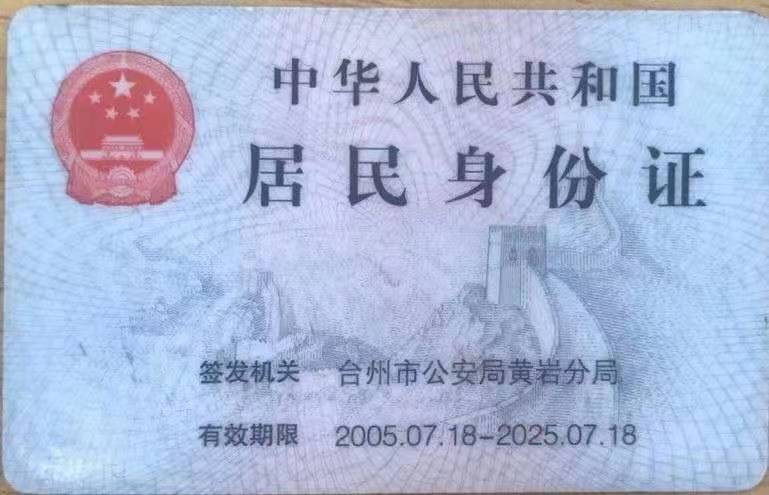 中华人民共和国
居民身份证
签发机关 台州市公安局黄岩分局
有效期限 2005.07.18-2025.07.18